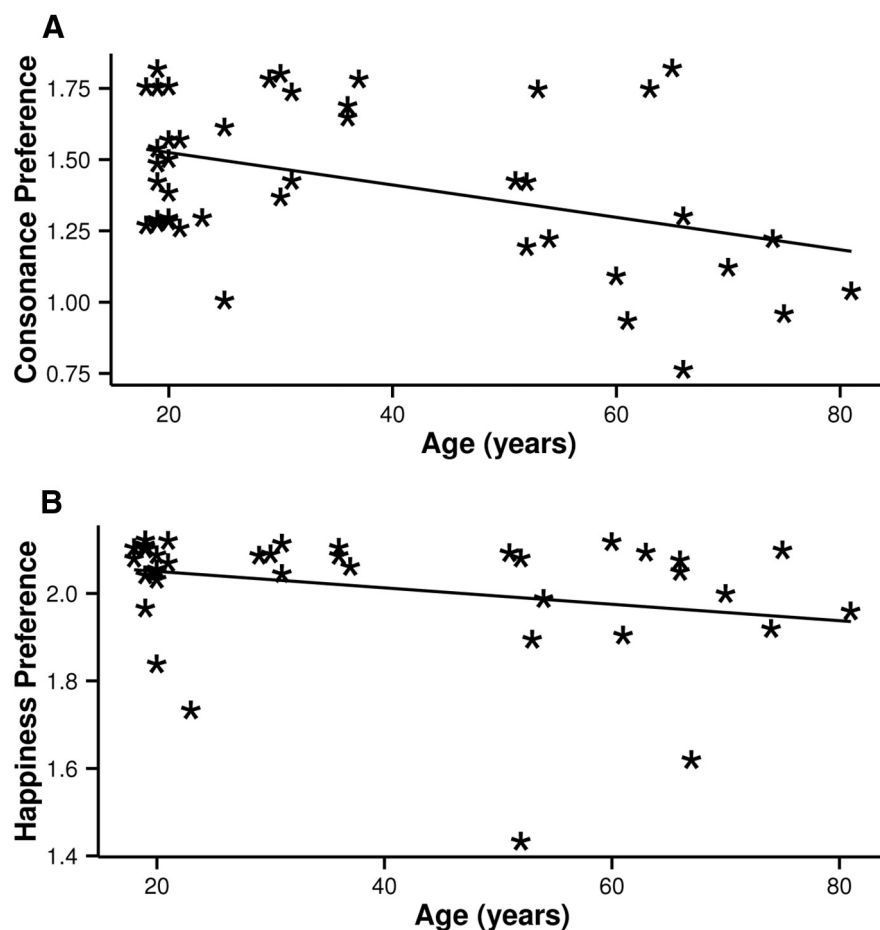 A
Consonance Preference
1.75
1.50
1.25
1.00
0.75
20 40 60 80
Age (years)
B
Happiness Preference
2.0
1.8
1.6
1.4
20 40 60 80
Age (years)